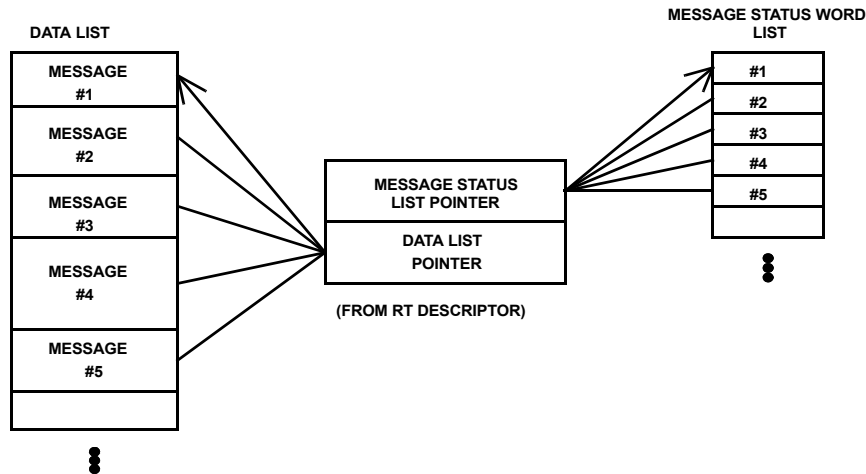 DATA LIST
MESSAGE
#1
MESSAGE
#2
MESSAGE
#3
MESSAGE
#4
MESSAGE
#5
MESSAGE STATUS
LIST POINTER
DATA LIST
POINTER
(FROM RT DESCRIPTOR)
MESSAGE STATUS WORD
LIST
#1
#2
#3
#4
#5